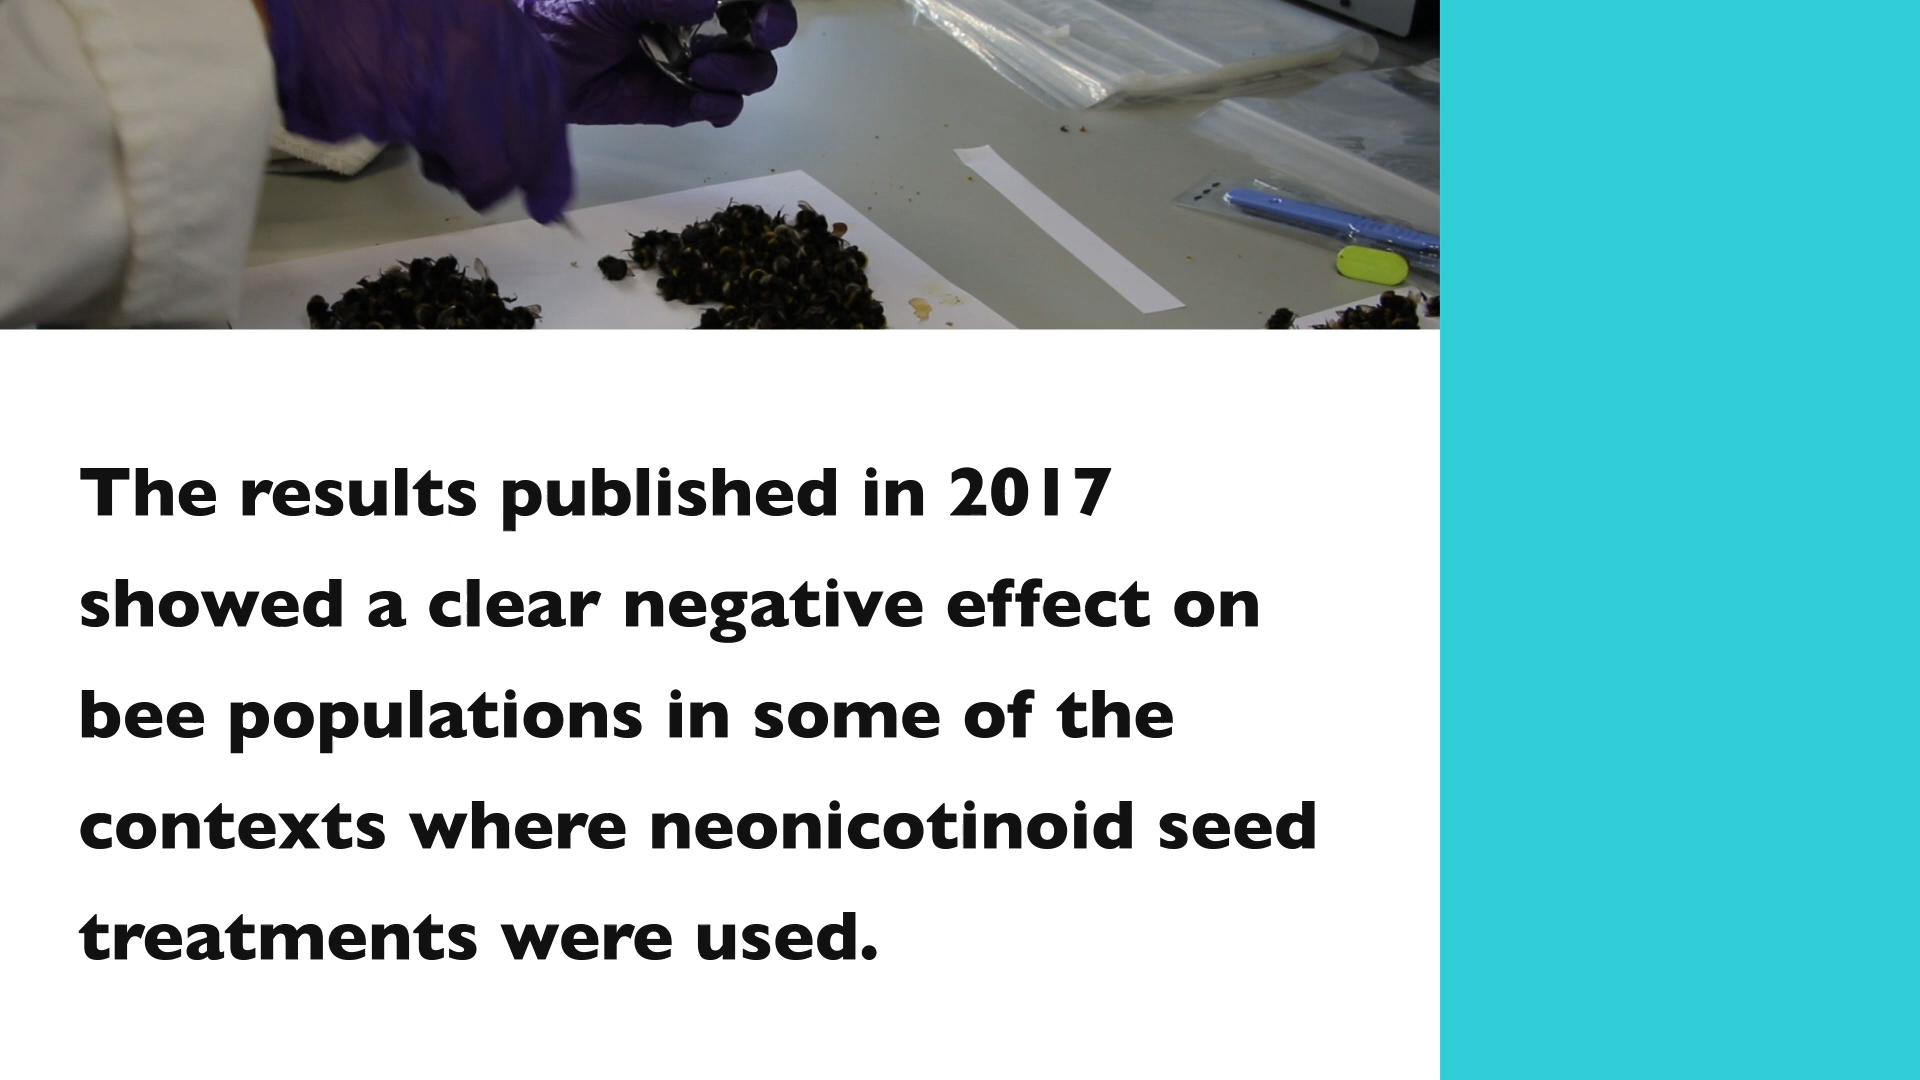 The results published in 2017
showed a clear negative effect on
bee populations in some of the
contexts where neonicotinoid seed
treatments were used.